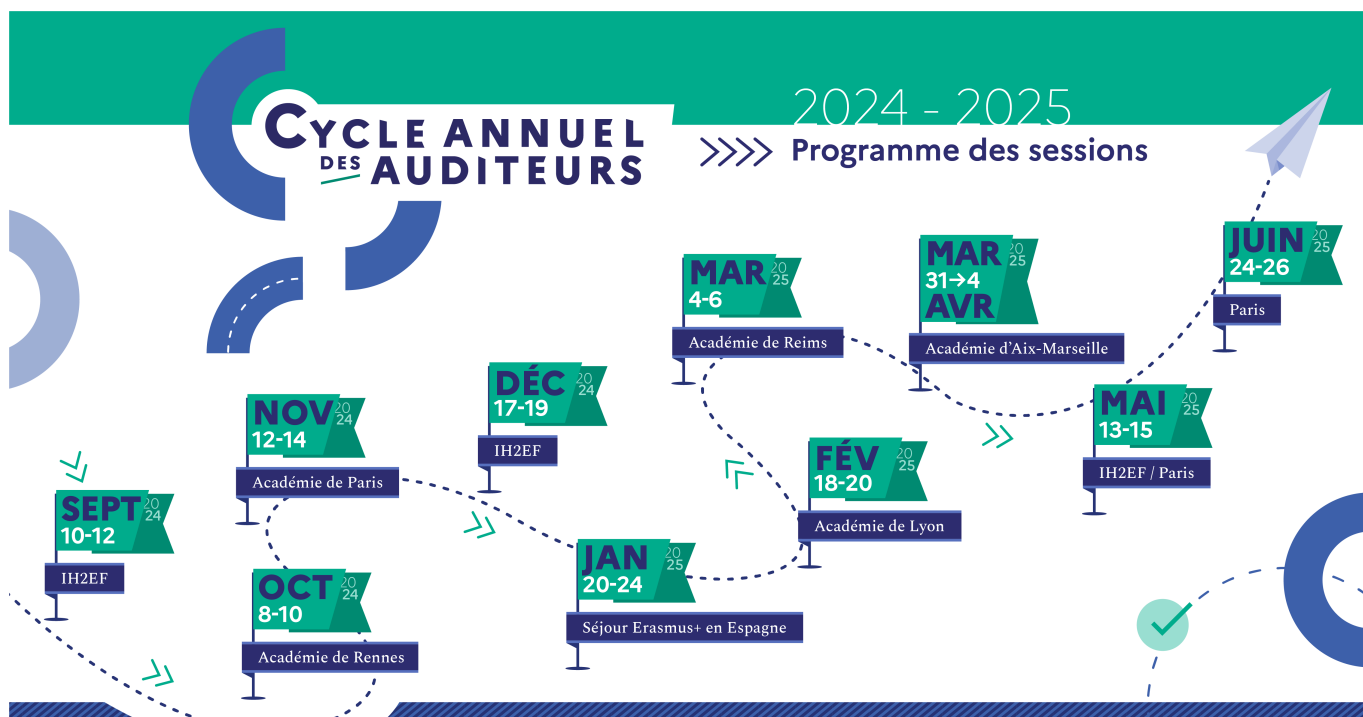 CYCLE ANNUEL
DES AUDITEURS
2024 - 2025
Programme des sessions
SEPT 2024
10-12
IH2EF
OCT 2024
8-10
Académie de Rennes
NOV 2024
12-14
Académie de Paris
DÉC 2024
17-19
IH2EF
JAN 2025
20-24
Séjour Erasmus+ en Espagne
FÉV 2025
18-20
Académie de Lyon
MAR 2025
4-6
Académie de Reims
MAR 2025
31→4
AVR
Académie d'Aix-Marseille
MAI 2025
13-15
IH2EF / Paris
JUIN 2025
24-26
Paris